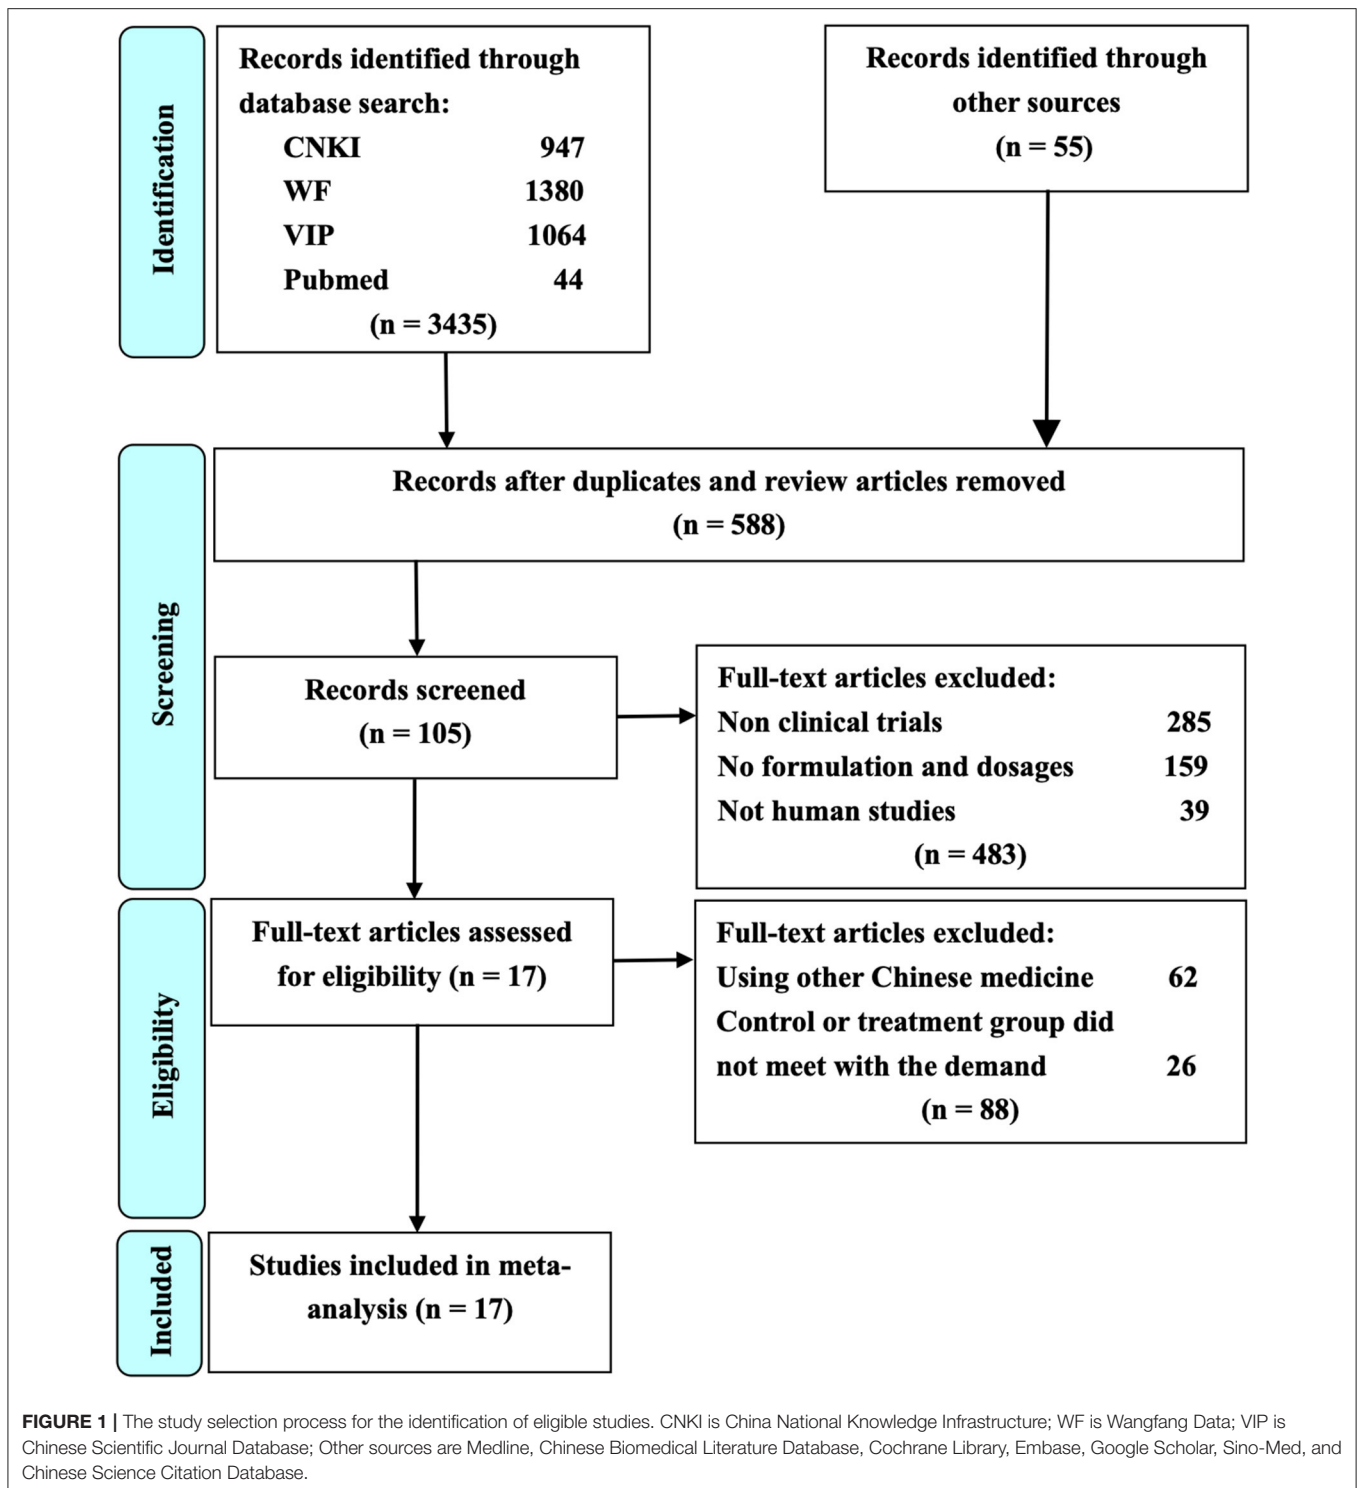 Identification
Records identified through
database search:
CNKI 947
WF 1380
VIP 1064
Pubmed 44
(n = 3435)
Records identified through
other sources
(n = 55)
Screening
Records after duplicates and review articles removed
(n = 588)
Records screened
(n = 105)
Full-text articles excluded:
Non clinical trials 285
No formulation and dosages 159
Not human studies 39
(n = 483)
Eligibility
Full-text articles assessed
for eligibility (n = 17)
Full-text articles excluded:
Using other Chinese medicine 62
Control or treatment group did
not meet with the demand 26
(n = 88)
Included
Studies included in meta-
analysis (n = 17)
FIGURE 1 | The study selection process for the identification of eligible studies. CNKI is China National Knowledge Infrastructure; WF is Wangfang Data; VIP is
Chinese Scientific Journal Database; Other sources are Medline, Chinese Biomedical Literature Database, Cochrane Library, Embase, Google Scholar, Sino-Med, and
Chinese Science Citation Database.